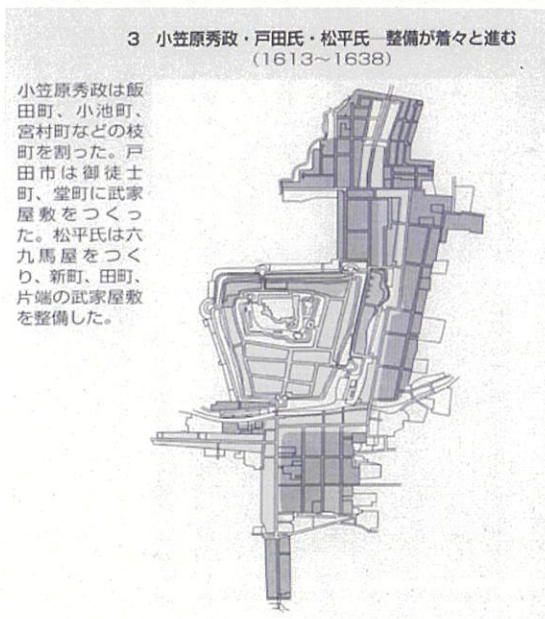 3 小笠原秀政・戸田氏・松平氏―整備が着々と進む
(1613～1638)
小笠原秀政は飯
田町、小池町、
宮村町などの枝
町を割った。戸
田市は御徒士
町、堂町に武家
屋敷をつくっ
た。松平氏は六
九馬屋をつく
り、新町、田町、
片端の武家屋敷
を整備した。